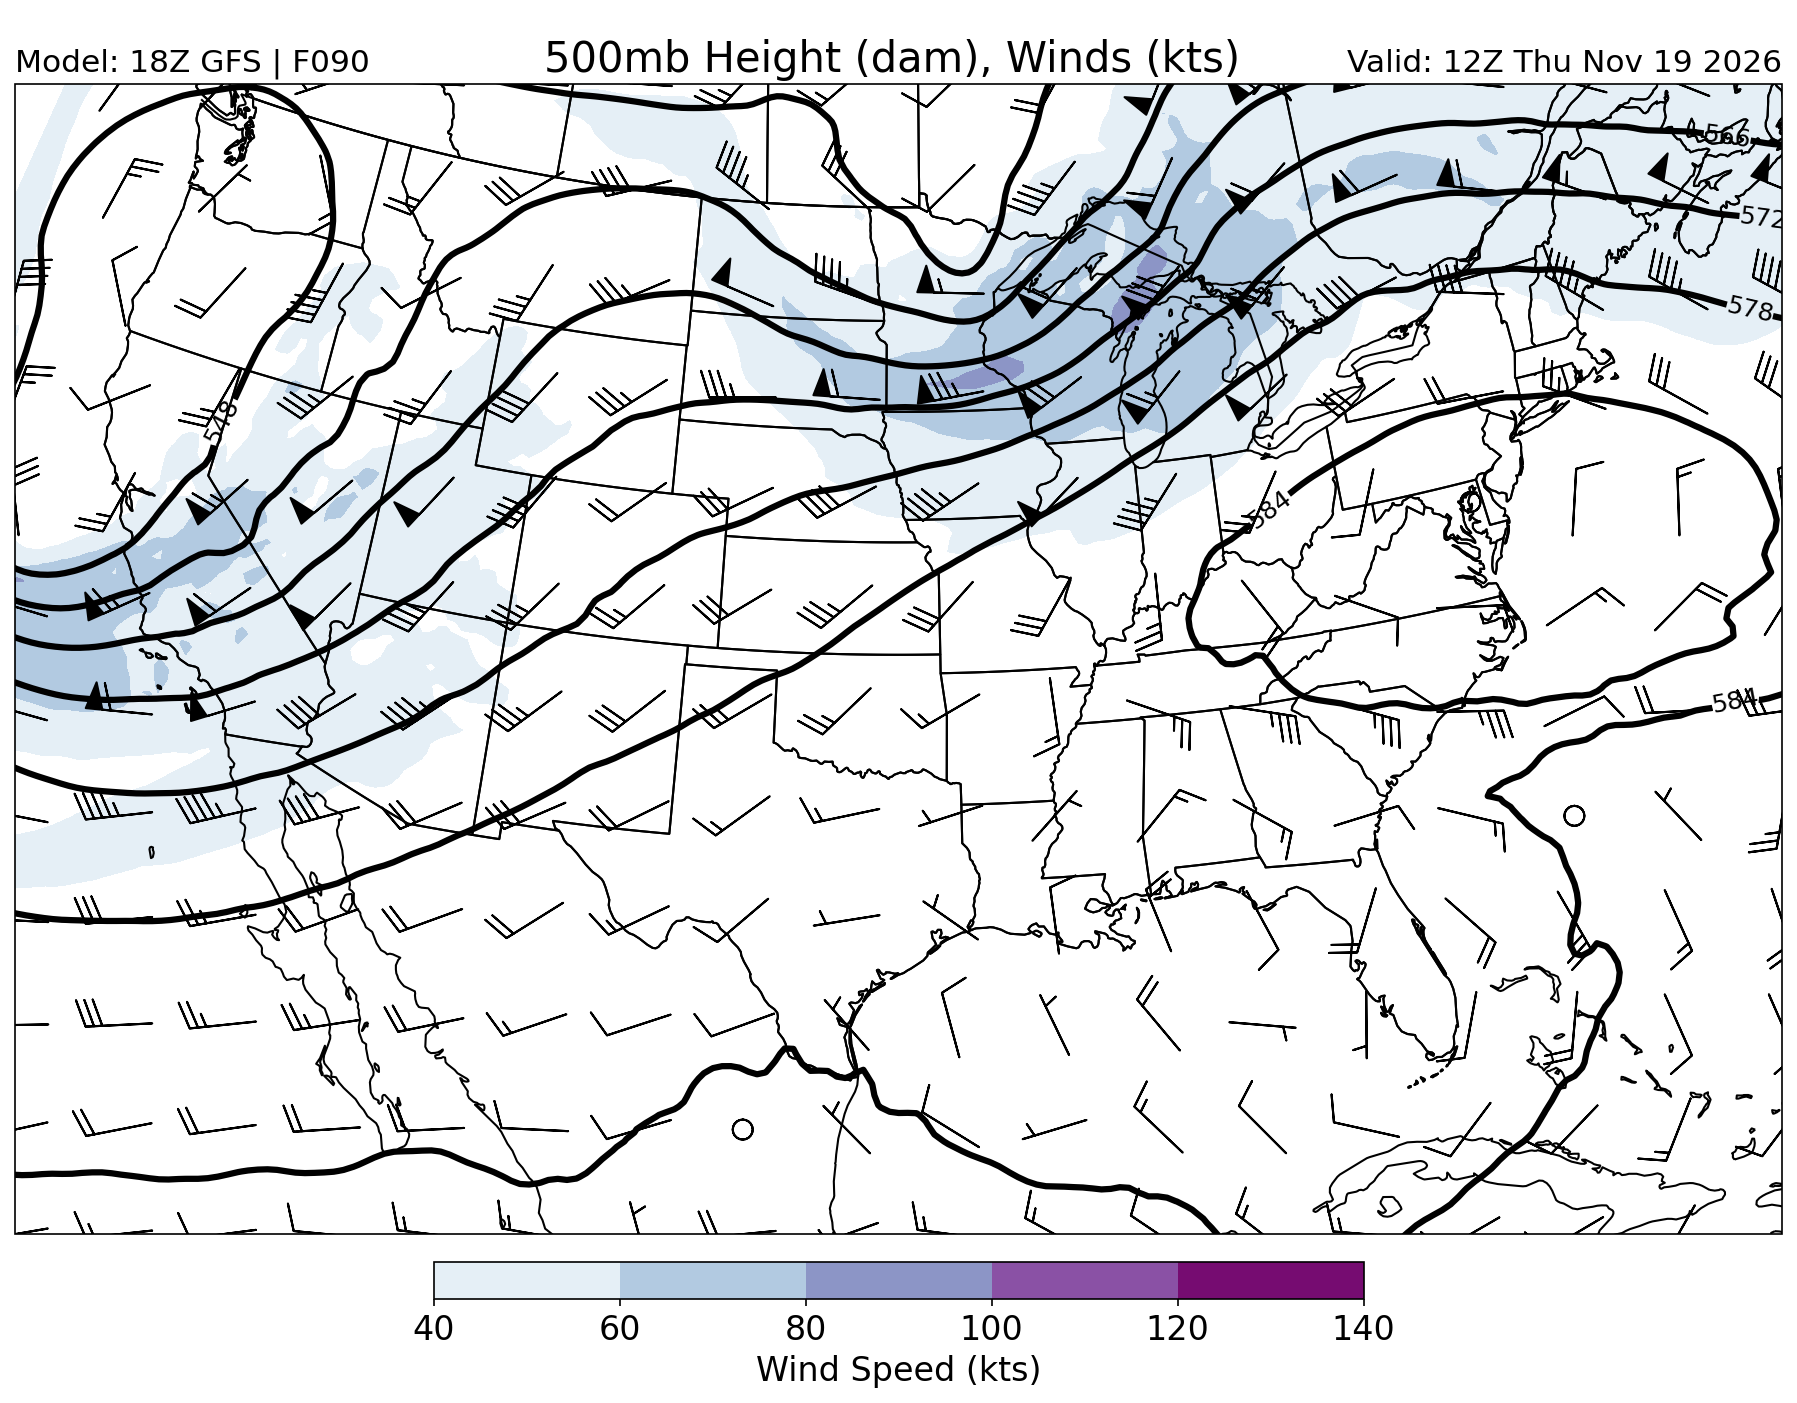 Model: 18Z GFS | F090
500mb Height (dam), Winds (kts)
Valid: 12Z Thu Nov 19 2026
566
572
578
548
584
584
40 60 80 100 120 140
Wind Speed (kts)